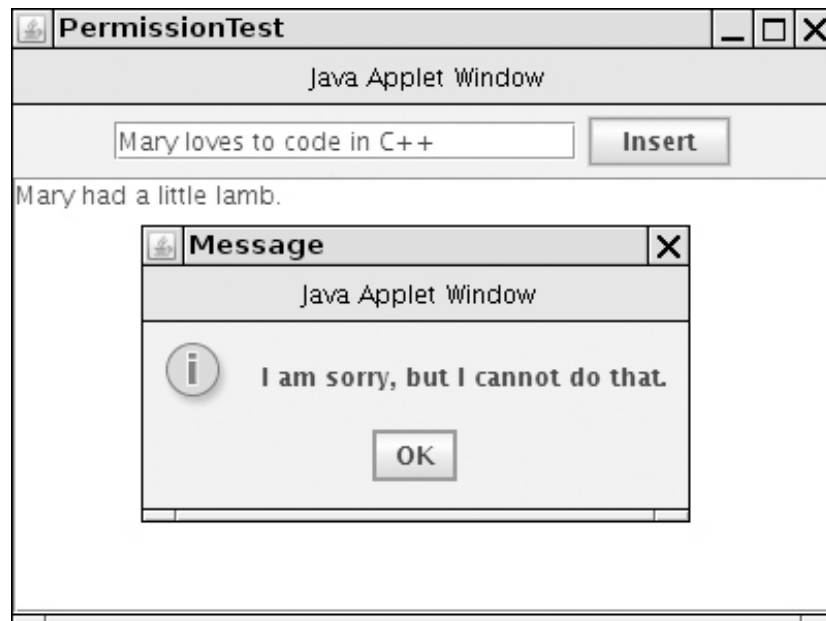 PermissionTest
Java Applet Window
Mary loves to code in C++
Insert
Mary had a little lamb.
Message
Java Applet Window
I am sorry, but I cannot do that.
OK